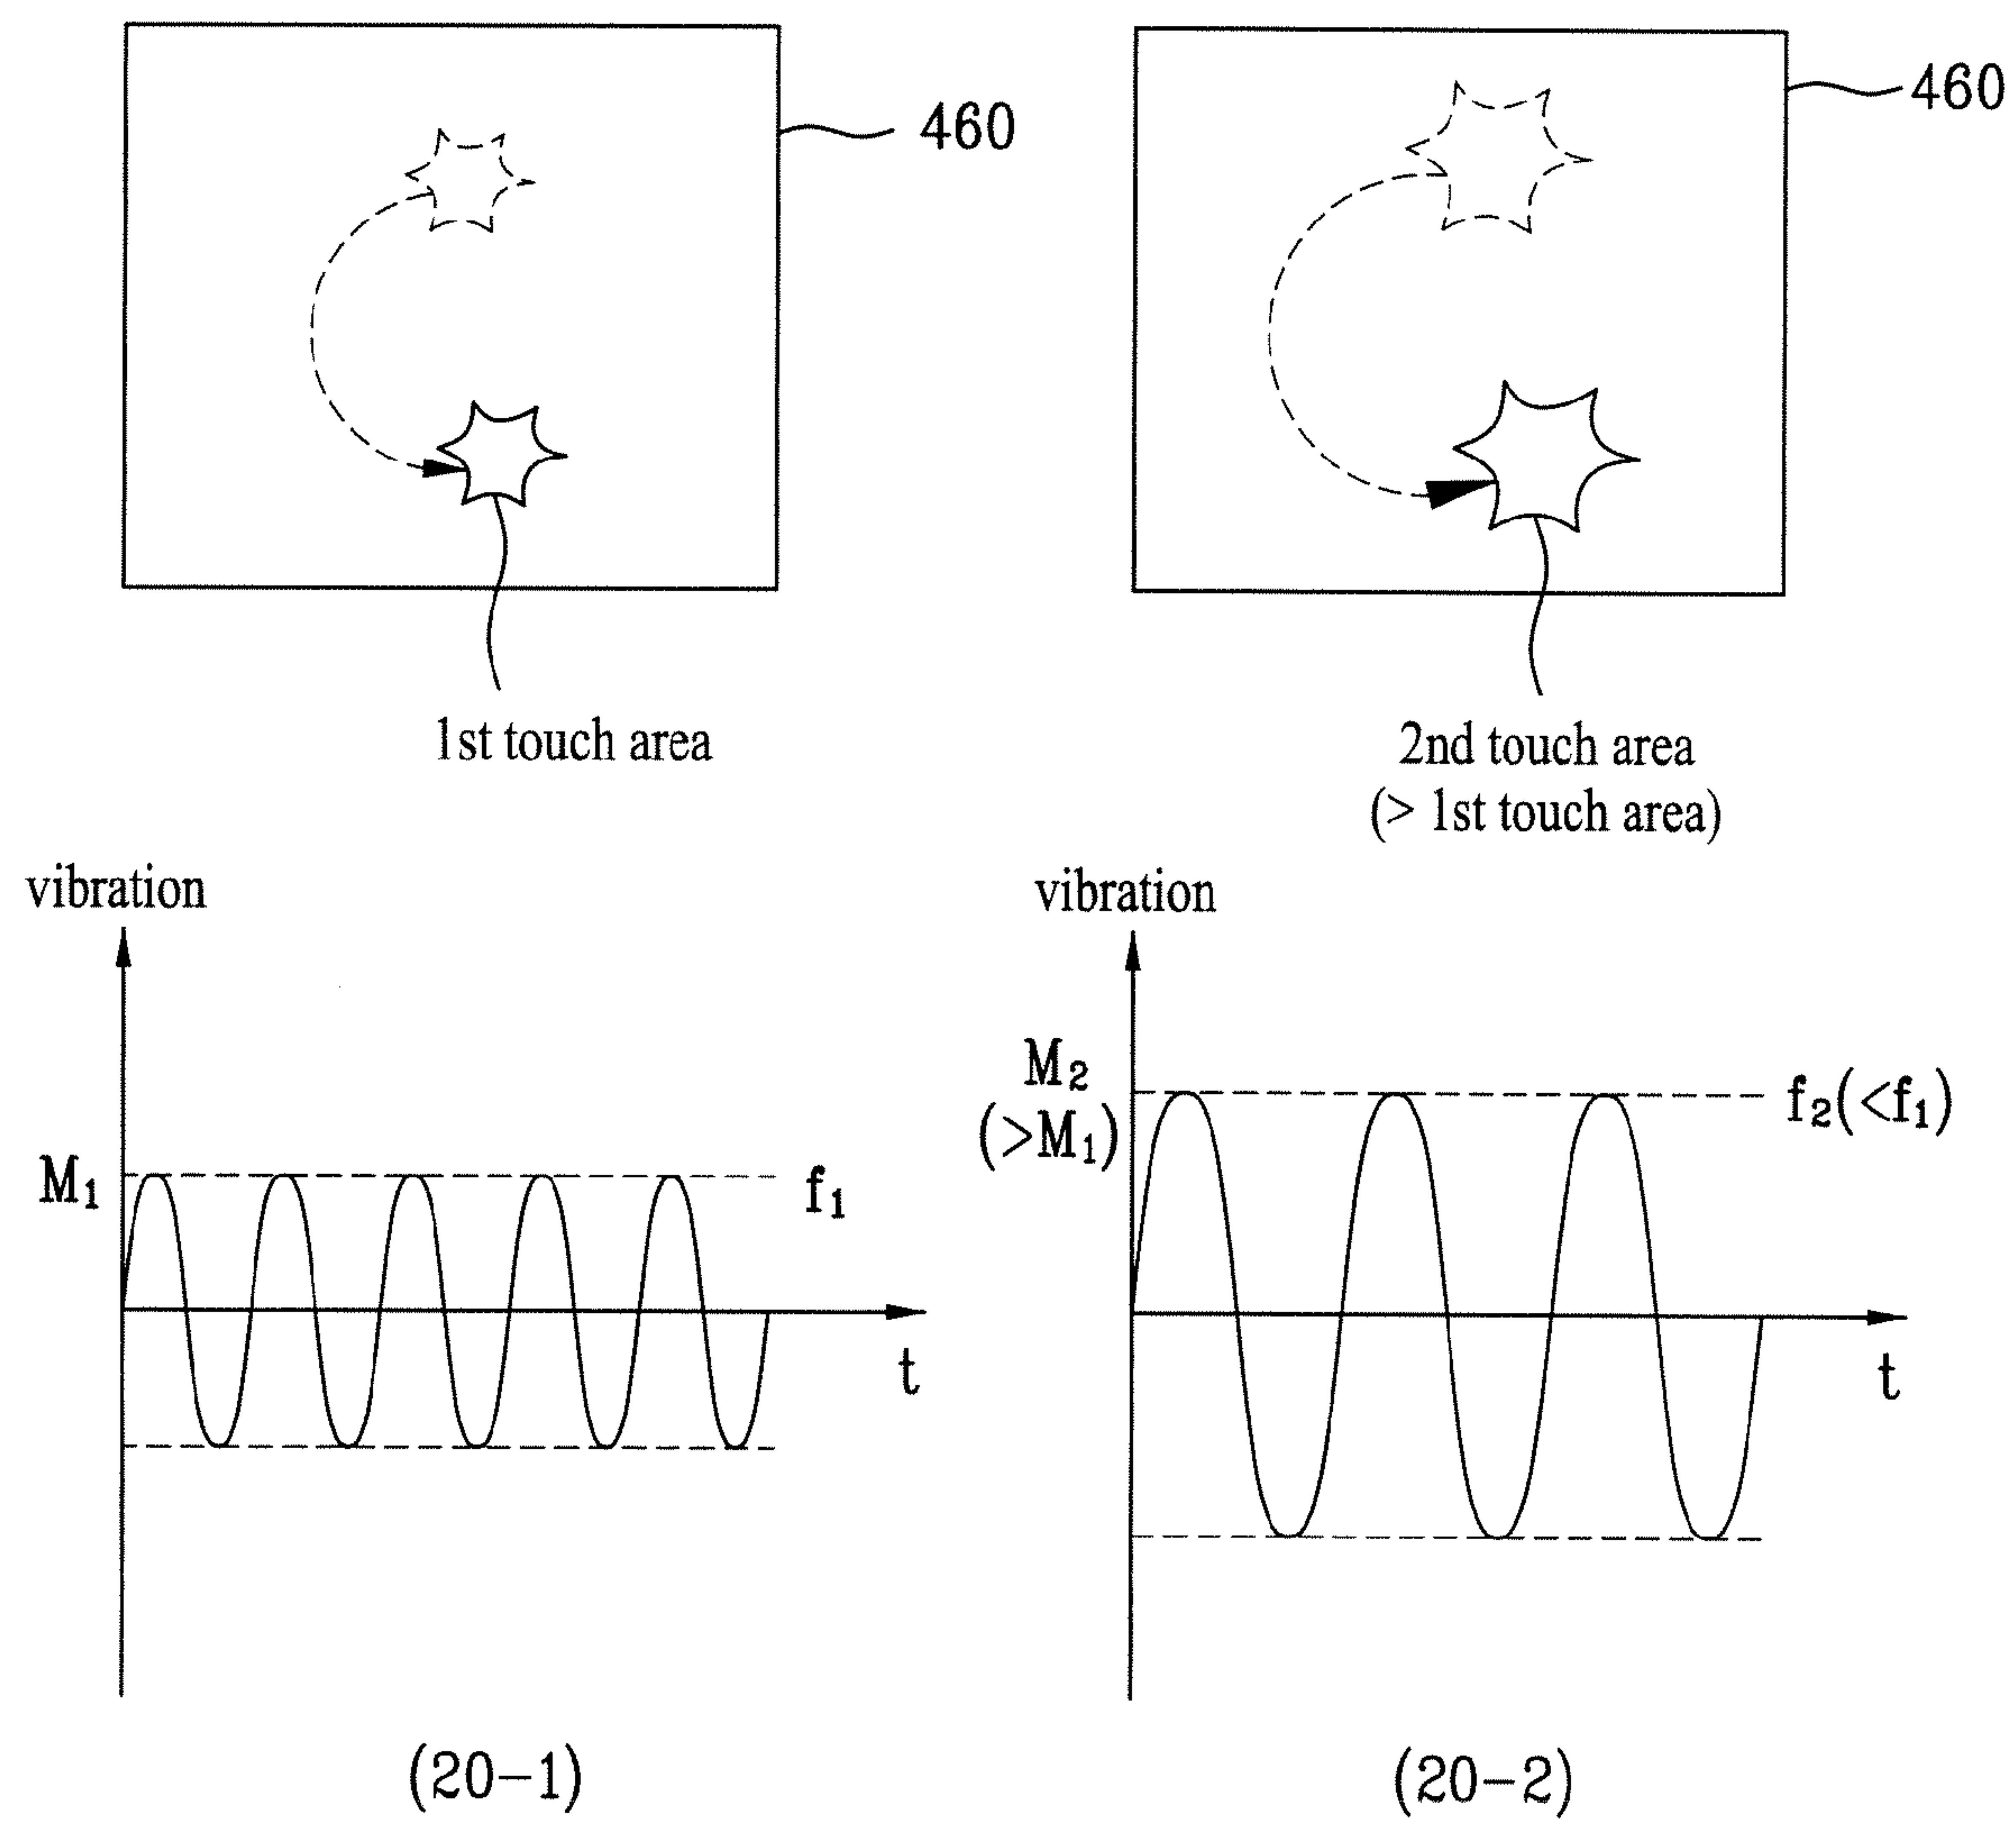 460
460
1st touch area
2nd touch area
(> 1st touch area)
vibration
vibration
M₁
f₁
t
M₂
(>M₁)
f₂(<f₁)
t
(20-1)
(20-2)